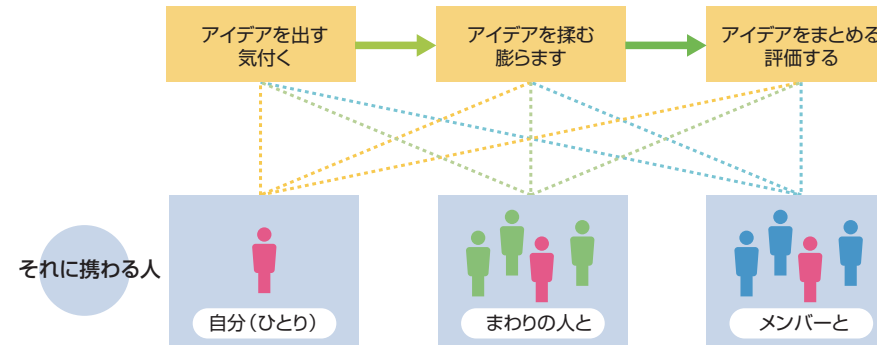 アイデアを出す
気付く
アイデアを揉む
膨らます
アイデアをまとめる
評価する
それに携わる人
自分（ひとり）
まわりの人と
メンバーと